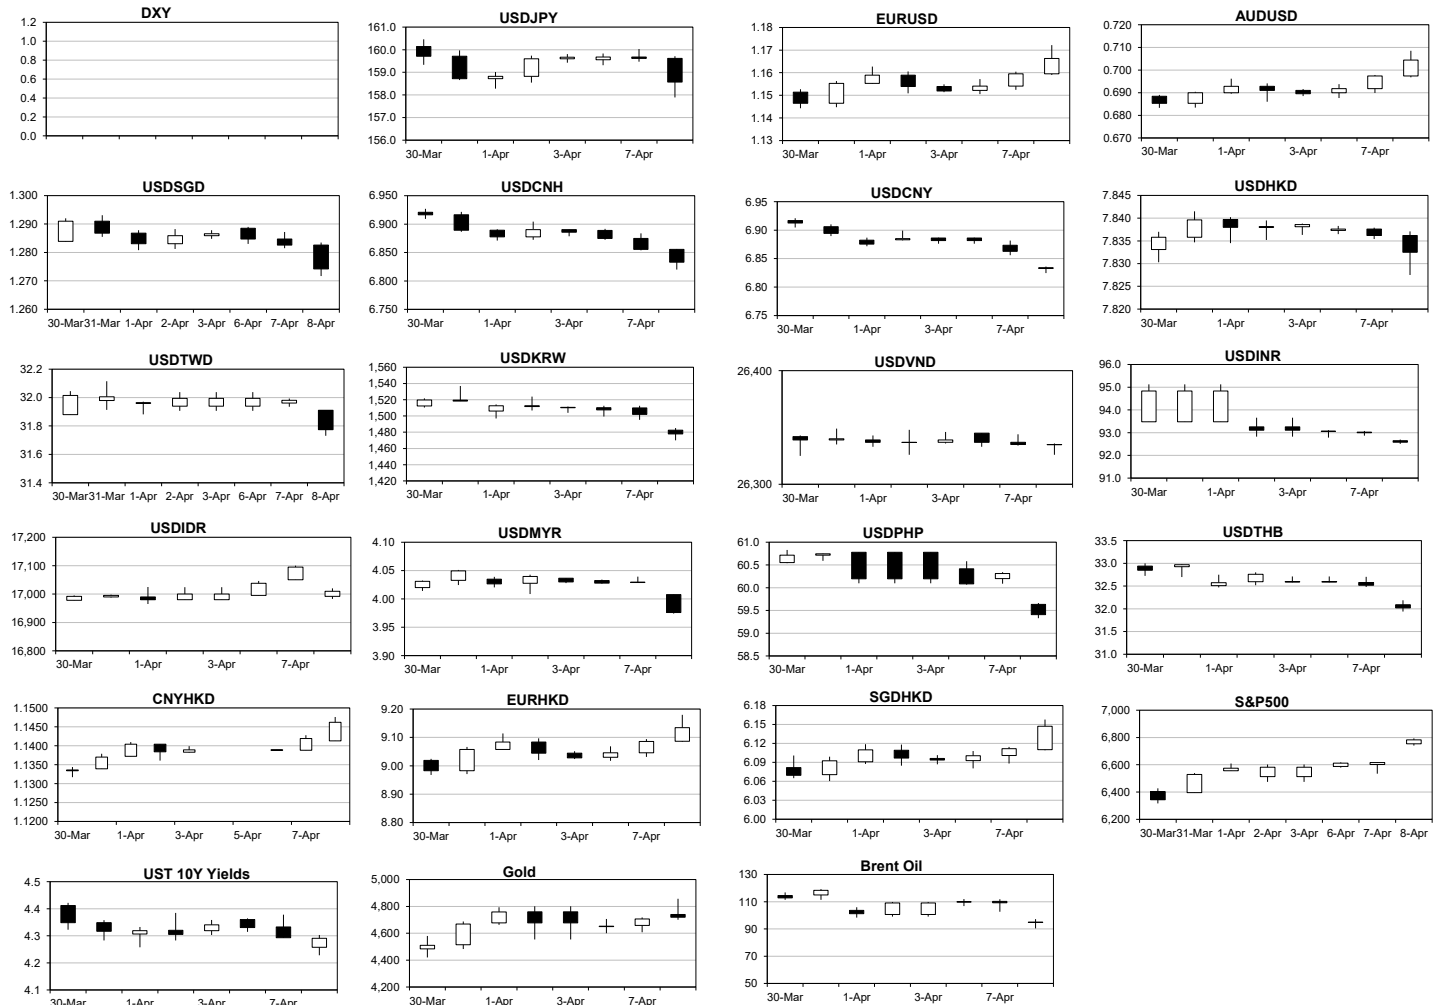 DXY
1.2
1.0
0.8
0.6
0.4
0.2
0.0
USDJPY
161.0
160.0
159.0
158.0
157.0
156.0
30-Mar 1-Apr 3-Apr 7-Apr
EURUSD
1.18
1.17
1.16
1.15
1.14
1.13
30-Mar 1-Apr 3-Apr 7-Apr
AUDUSD
0.720
0.710
0.700
0.690
0.680
0.670
30-Mar 1-Apr 3-Apr 7-Apr
USDSGD
1.300
1.290
1.280
1.270
1.260
30-Mar 31-Mar 1-Apr 2-Apr 3-Apr 6-Apr 7-Apr 8-Apr
USDCNH
6.950
6.900
6.850
6.800
6.750
30-Mar 1-Apr 3-Apr 7-Apr
USDCNY
6.95
6.90
6.85
6.80
6.75
30-Mar 1-Apr 3-Apr 7-Apr
USDHKD
7.845
7.840
7.835
7.830
7.825
7.820
30-Mar 1-Apr 3-Apr 7-Apr
USDTWD
32.2
32.0
31.8
31.6
31.4
30-Mar 31-Mar 1-Apr 2-Apr 3-Apr 6-Apr 7-Apr 8-Apr
USDKRW
1,560
1,540
1,520
1,500
1,480
1,460
1,440
1,420
30-Mar 1-Apr 3-Apr 7-Apr
USDVND
26,400
26,300
30-Mar 1-Apr 3-Apr 7-Apr
USDINR
96.0
95.0
94.0
93.0
92.0
91.0
30-Mar 1-Apr 3-Apr 7-Apr
USDIDR
17,200
17,100
17,000
16,900
16,800
30-Mar 1-Apr 3-Apr 7-Apr
USDMYR
4.10
4.05
4.00
3.95
3.90
30-Mar 1-Apr 3-Apr 7-Apr
USDPHP
61.0
60.5
60.0
59.5
59.0
58.5
30-Mar 1-Apr 3-Apr 7-Apr
USDTHB
33.5
33.0
32.5
32.0
31.5
31.0
30-Mar 1-Apr 3-Apr 7-Apr
CNYHKD
1.1500
1.1450
1.1400
1.1350
1.1300
1.1250
1.1200
30-Mar 1-Apr 3-Apr 5-Apr 7-Apr
EURHKD
9.20
9.10
9.00
8.90
8.80
30-Mar 1-Apr 3-Apr 7-Apr
SGDHKD
6.18
6.15
6.12
6.09
6.06
6.03
6.00
30-Mar 1-Apr 3-Apr 7-Apr
S&P500
7,000
6,800
6,600
6,400
6,200
30-Mar 31-Mar 1-Apr 2-Apr 3-Apr 6-Apr 7-Apr 8-Apr
UST 10Y Yields
4.5
4.4
4.3
4.2
4.1
30-Mar 1-Apr 3-Apr 7-Apr
Gold
5,000
4,800
4,600
4,400
4,200
30-Mar 1-Apr 3-Apr 7-Apr
Brent Oil
130
110
90
70
50
30-Mar 1-Apr 3-Apr 7-Apr